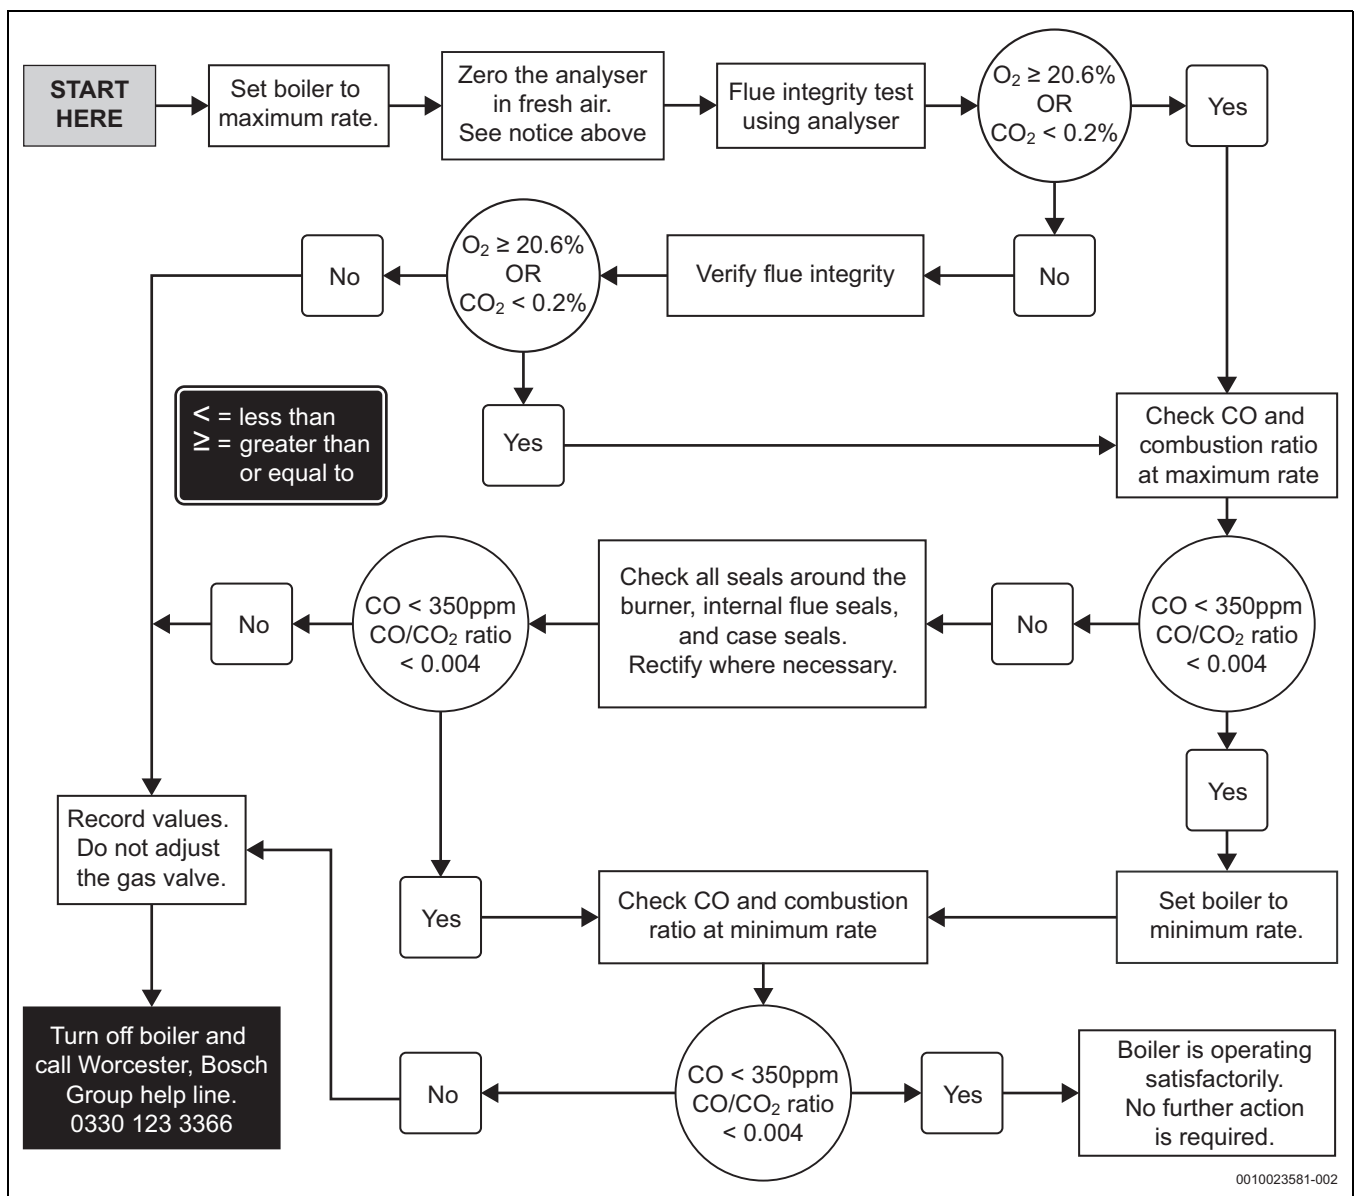 START
HERE
Set boiler to
maximum rate.
Zero the analyser
in fresh air.
See notice above
Flue integrity test
using analyser
O₂ ≥ 20.6%
OR
CO₂ < 0.2%
Yes
No
Verify flue integrity
O₂ ≥ 20.6%
OR
CO₂ < 0.2%
No
Yes
< = less than
≥ = greater than
or equal to
Check CO and
combustion ratio
at maximum rate
CO < 350ppm
CO/CO₂ ratio
< 0.004
No
Check all seals around the
burner, internal flue seals,
and case seals.
Rectify where necessary.
CO < 350ppm
CO/CO₂ ratio
< 0.004
No
Yes
Set boiler to
minimum rate.
Yes
Check CO and combustion
ratio at minimum rate
Record values.
Do not adjust
the gas valve.
CO < 350ppm
CO/CO₂ ratio
< 0.004
No
Yes
Boiler is operating
satisfactorily.
No further action
is required.
Turn off boiler and
call Worcester, Bosch
Group help line.
0330 123 3366
0010023581-002